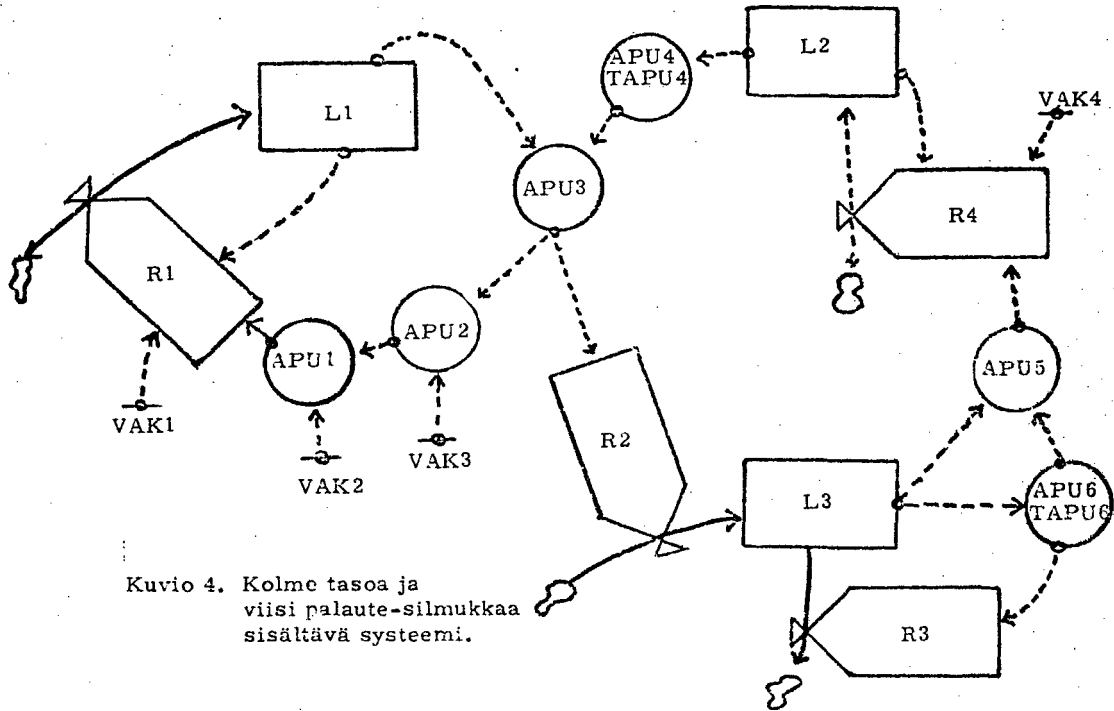 L1
APU4
TAPU4
L2
VAK4
APU3
R4
R1
APU2
APU1
APU5
VAK1
R2
VAK3
VAK2
L3
APU6
TAPU6
R3
Kuvio 4. Kolme tasoa ja
viisi palaute-silmukkaa
sisältävä systeemi.